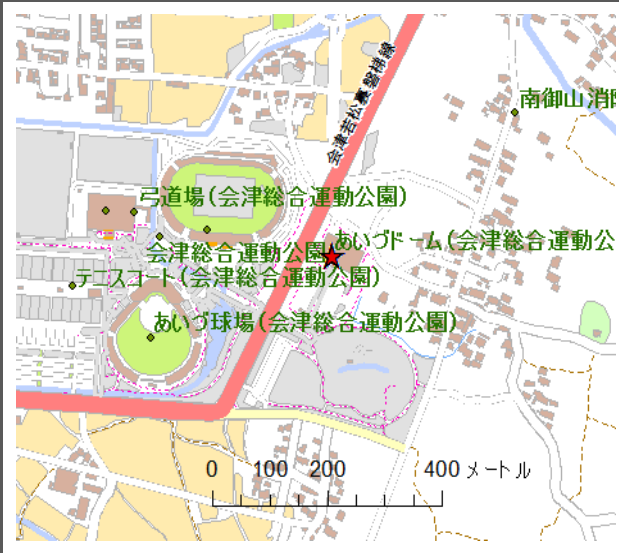 会津若松裏磐梯線
南御山消
弓道場(会津総合運動公園)
あいづドーム(会津総合運動公
会津総合運動公園
テニスコート(会津総合運動公園)
あいづ球場(会津総合運動公園)
0 100 200 400 メートル